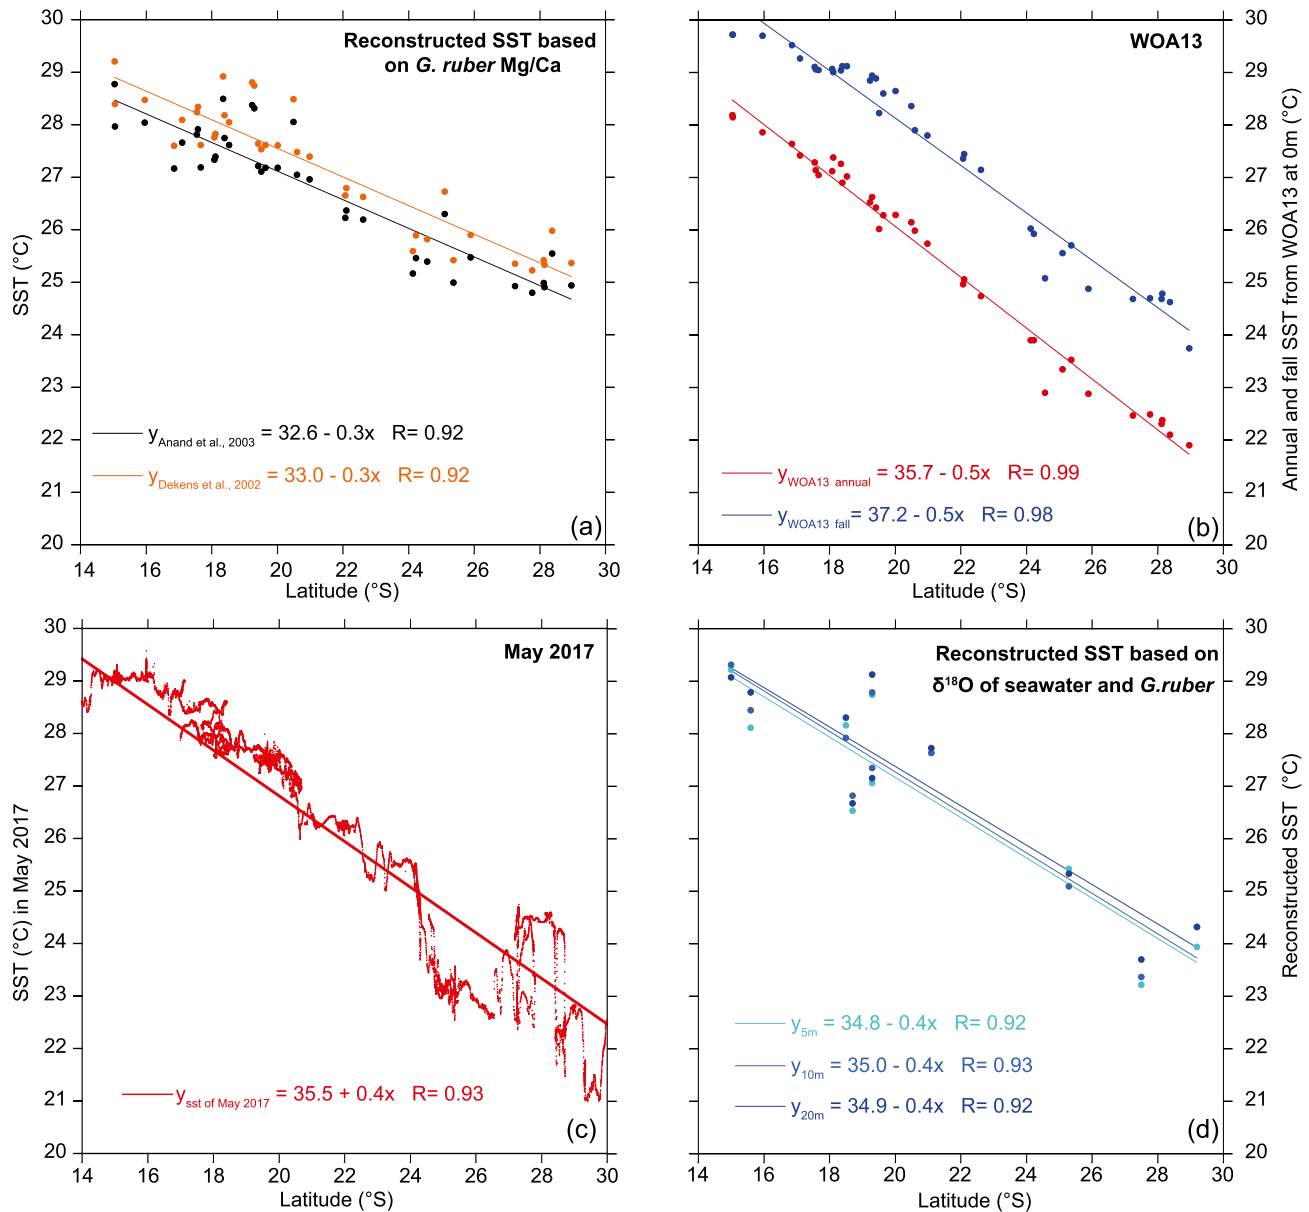 Reconstructed SST based
on G. ruber Mg/Ca
SST (°C)
30
29
28
27
26
25
24
23
22
21
20
y Anand et al., 2003 = 32.6 - 0.3x R= 0.92
y Dekens et al., 2002 = 33.0 - 0.3x R= 0.92
(a)
14 16 18 20 22 24 26 28 30
Latitude (°S)
WOA13
30
29
28
27
26
25
24
23
22
21
20
Annual and fall SST from WOA13 at 0m (°C)
y WOA13 annual = 35.7 - 0.5x R= 0.99
y WOA13 fall = 37.2 - 0.5x R= 0.98
(b)
14 16 18 20 22 24 26 28 30
Latitude (°S)
May 2017
SST (°C) in May 2017
30
29
28
27
26
25
24
23
22
21
20
y sst of May 2017 = 35.5 + 0.4x R= 0.93
(c)
14 16 18 20 22 24 26 28 30
Latitude (°S)
Reconstructed SST based on
δ¹⁸O of seawater and G.ruber
30
29
28
27
26
25
24
23
22
21
20
Reconstructed SST (°C)
y 5m = 34.8 - 0.4x R= 0.92
y 10m = 35.0 - 0.4x R= 0.93
y 20m = 34.9 - 0.4x R= 0.92
(d)
14 16 18 20 22 24 26 28 30
Latitude (°S)